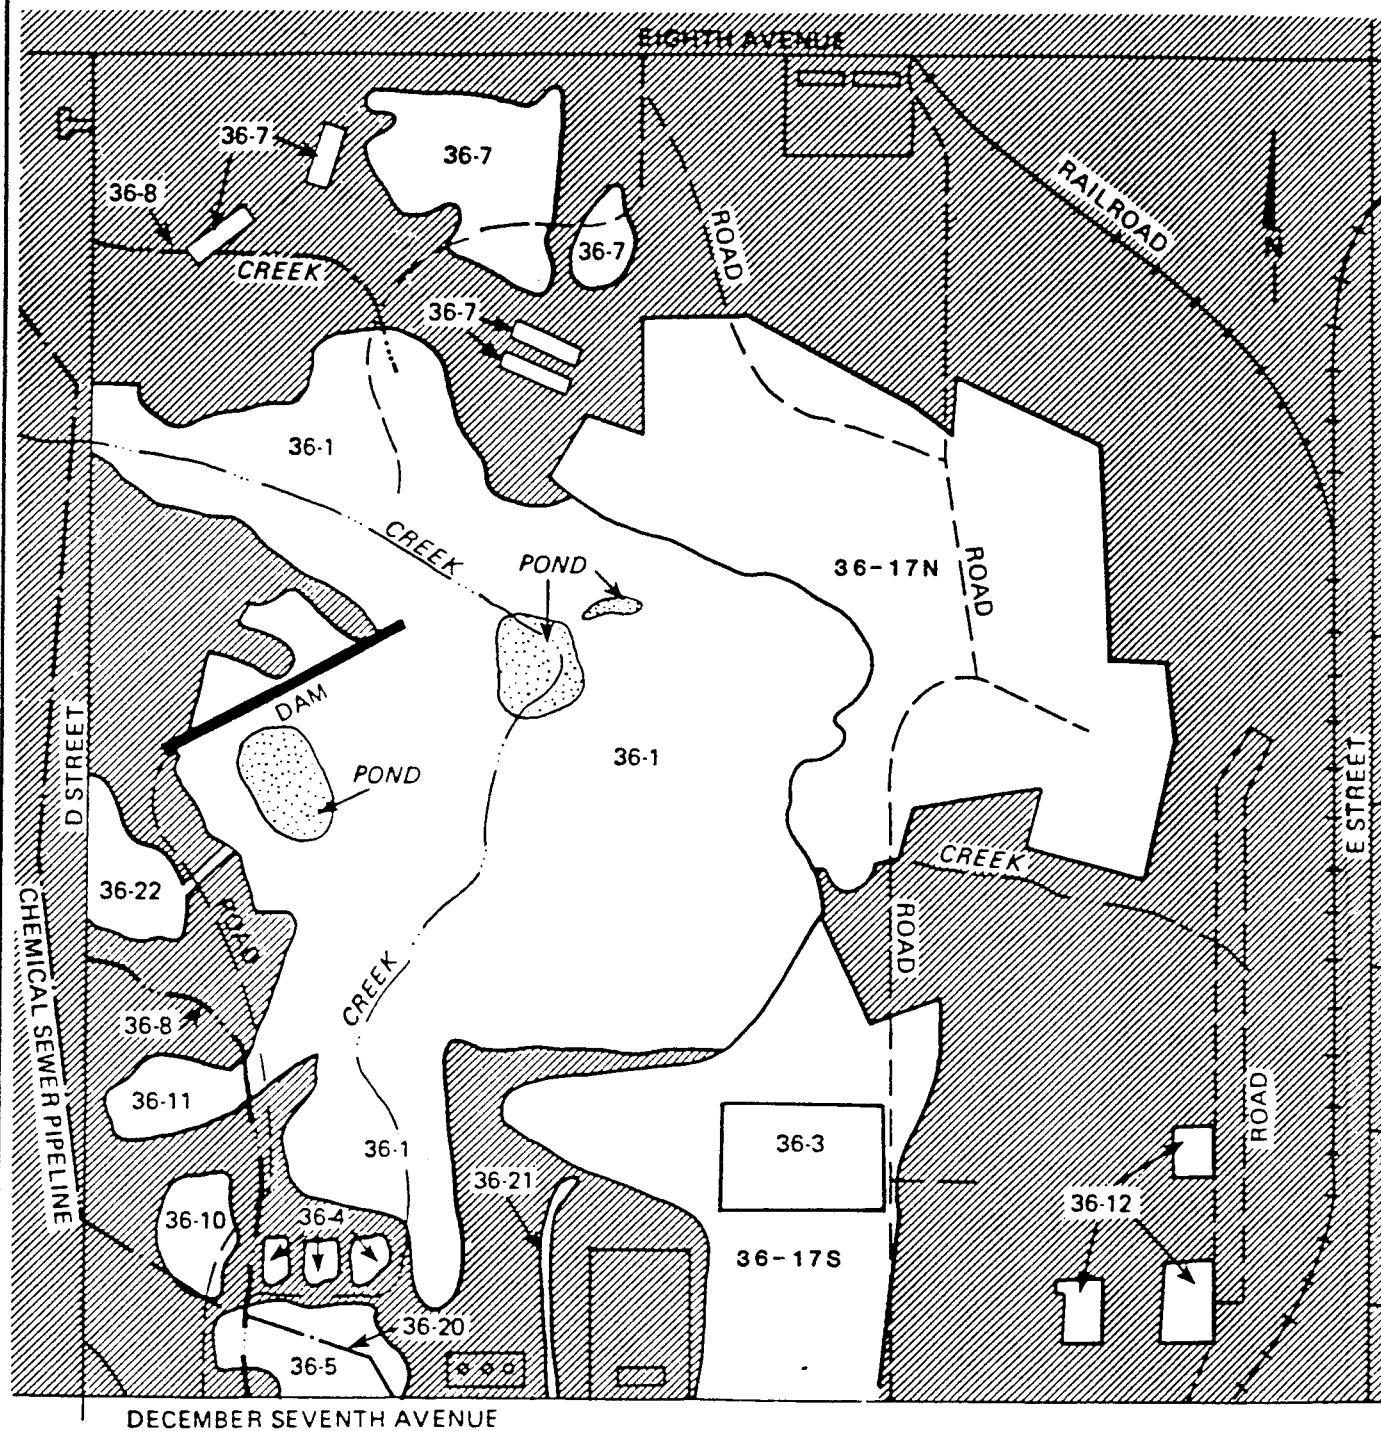 EIGHTH AVENUE
36-7
36-7
36-8
RAILROAD
ROAD
36-7
N
CREEK
36-7
36-1
CREEK
POND
36-17N
ROAD
DAM
D STREET
36-1
E STREET
POND
CREEK
36-22
ROAD
ROAD
CHEMICAL SEWER PIPELINE
CREEK
36-8
36-11
ROAD
36-3
36-1
36-21
36-12
36-10
36-4
36-17S
36-20
36-5
DECEMBER SEVENTH AVENUE